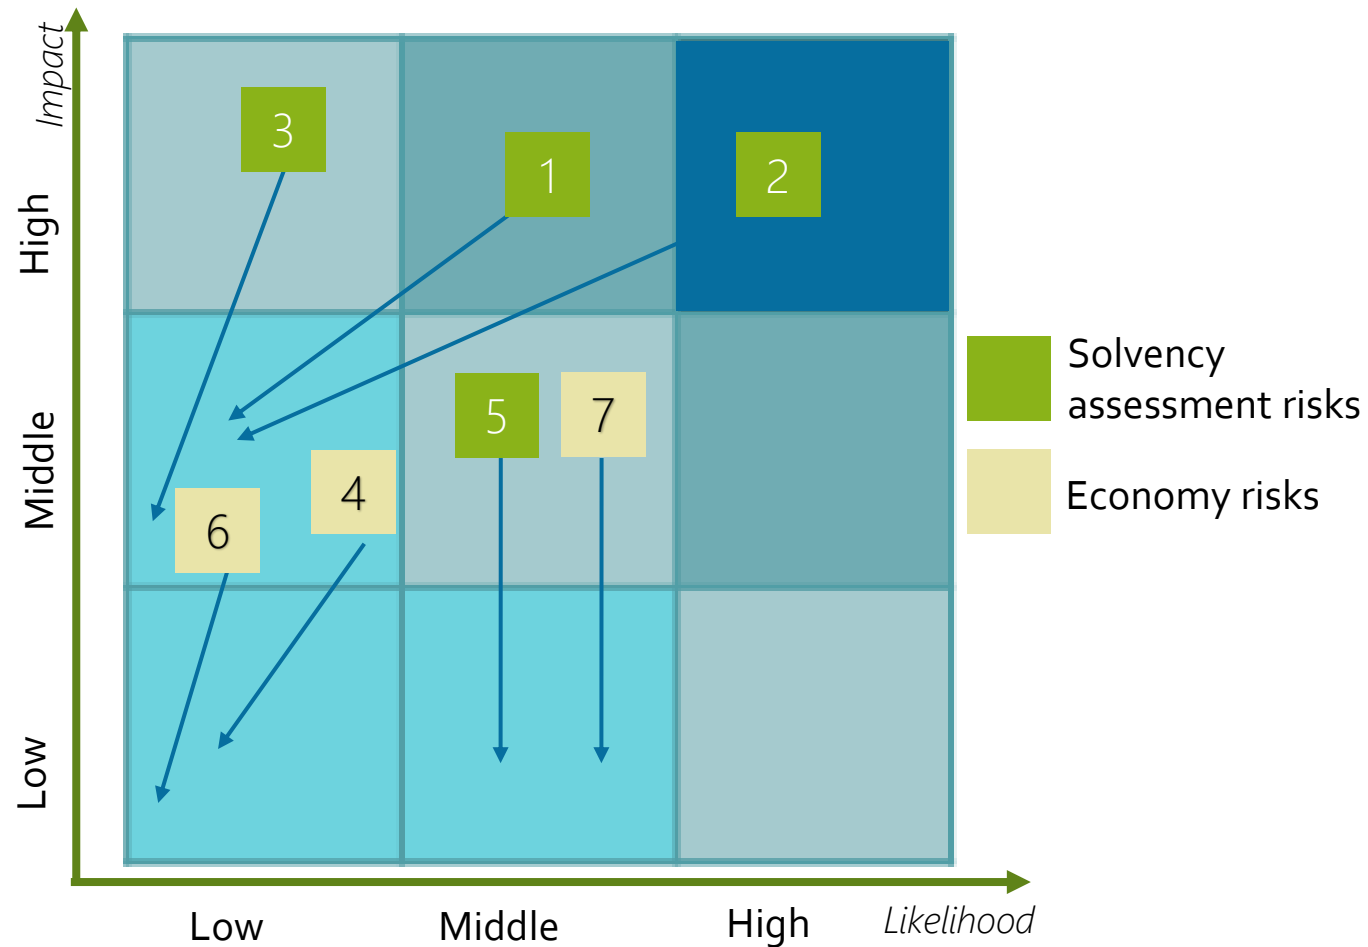 Impact
High
Middle
Low
3
1
2
5
7
4
6
Low
Middle
High
Likelihood
Solvency
assessment risks
Economy risks